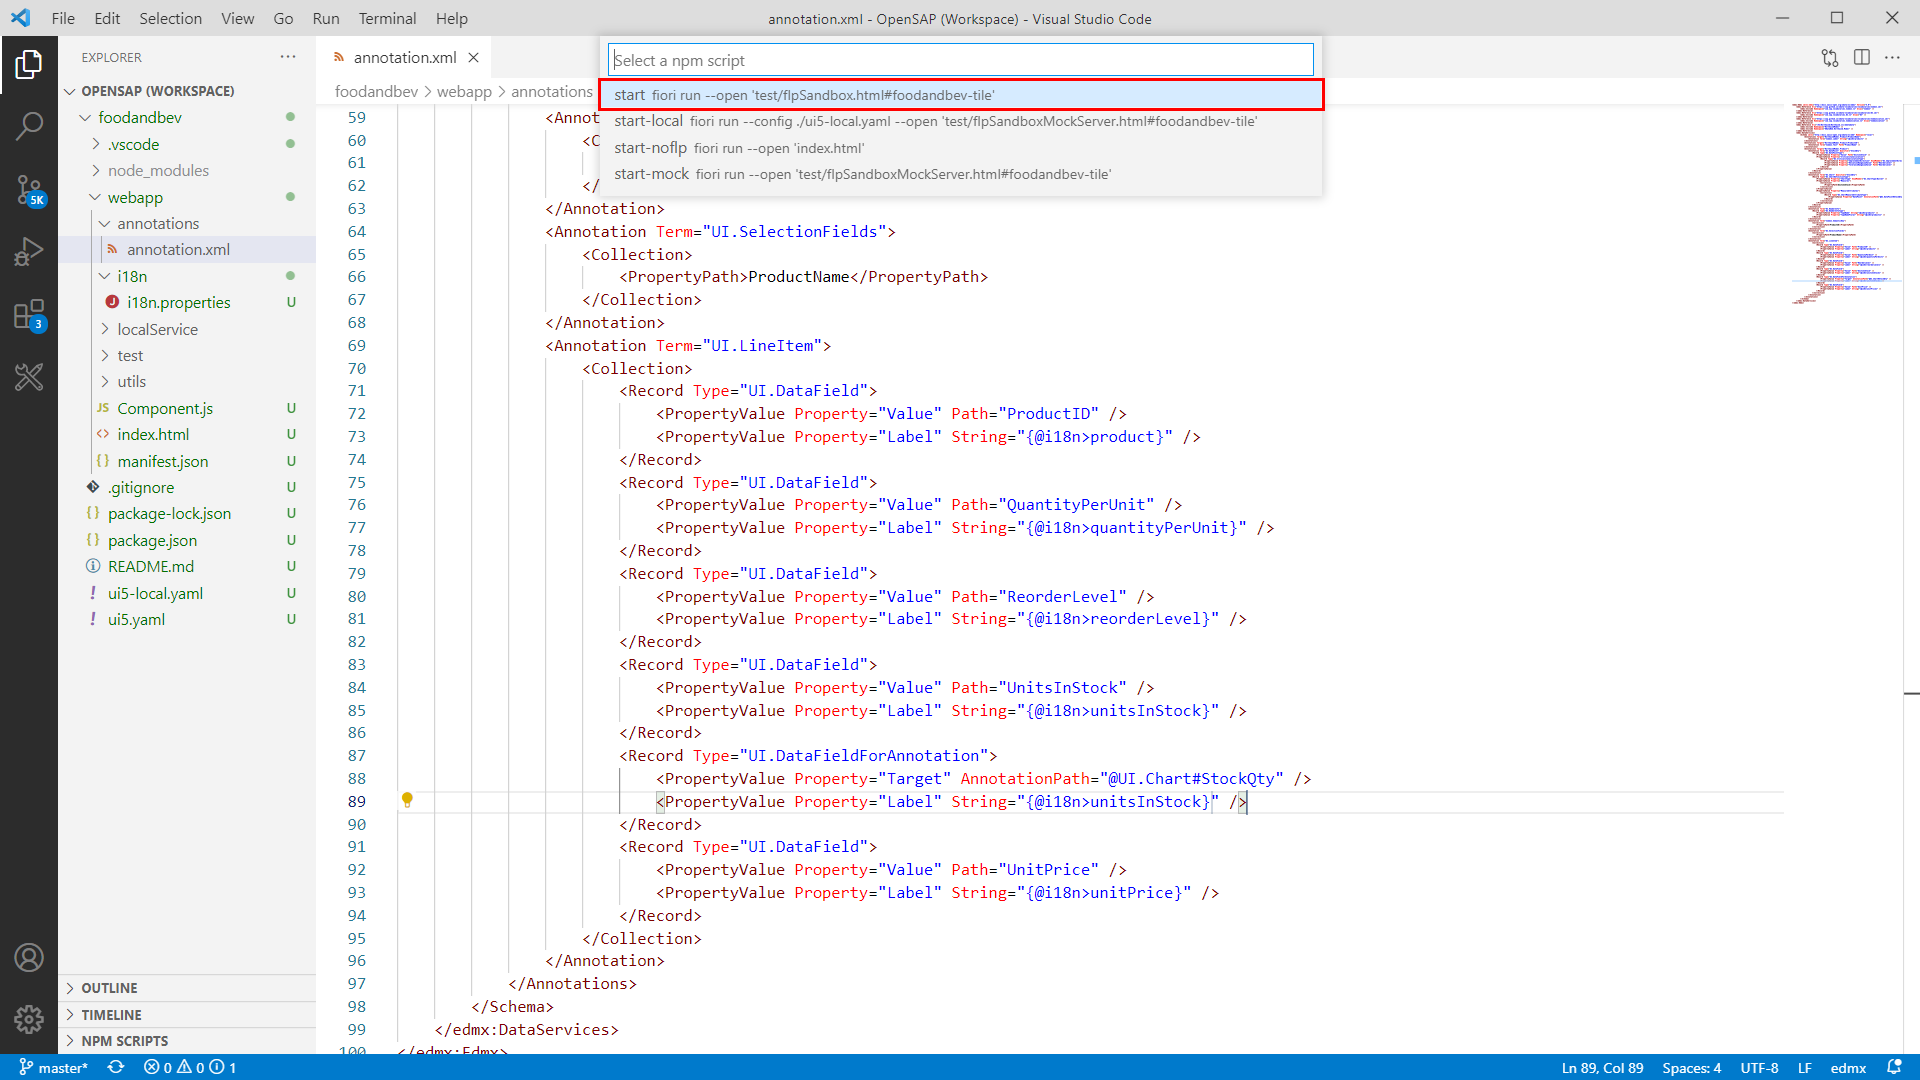 File Edit Selection View Go Run Terminal Help
annotation.xml - OpenSAP (Workspace) - Visual Studio Code
EXPLORER
OPENSAP (WORKSPACE)
foodandbev
.vscode
node_modules
webapp
annotations
annotation.xml
i18n
i18n.properties U
localService
test
utils
Component.js U
index.html U
manifest.json U
.gitignore U
package-lock.json U
package.json U
README.md U
ui5-local.yaml U
ui5.yaml U
OUTLINE
TIMELINE
NPM SCRIPTS
5K
3
annotation.xml
foodandbev > webapp > annotations
Select a npm script
start fiori run --open 'test/flpSandbox.html#foodandbev-tile'
start-local fiori run --config ./ui5-local.yaml --open 'test/flpSandboxMockServer.html#foodandbev-tile'
start-noflp fiori run --open 'index.html'
start-mock fiori run --open 'test/flpSandboxMockServer.html#foodandbev-tile'
59 <Anno
60 <C
61
62 </
63 </Annotation>
64 <Annotation Term="UI.SelectionFields">
65 <Collection>
66 <PropertyPath>ProductName</PropertyPath>
67 </Collection>
68 </Annotation>
69 <Annotation Term="UI.LineItem">
70 <Collection>
71 <Record Type="UI.DataField">
72 <PropertyValue Property="Value" Path="ProductID" />
73 <PropertyValue Property="Label" String="{@i18n>product}" />
74 </Record>
75 <Record Type="UI.DataField">
76 <PropertyValue Property="Value" Path="QuantityPerUnit" />
77 <PropertyValue Property="Label" String="{@i18n>quantityPerUnit}" />
78 </Record>
79 <Record Type="UI.DataField">
80 <PropertyValue Property="Value" Path="ReorderLevel" />
81 <PropertyValue Property="Label" String="{@i18n>reorderLevel}" />
82 </Record>
83 <Record Type="UI.DataField">
84 <PropertyValue Property="Value" Path="UnitsInStock" />
85 <PropertyValue Property="Label" String="{@i18n>unitsInStock}" />
86 </Record>
87 <Record Type="UI.DataFieldForAnnotation">
88 <PropertyValue Property="Target" AnnotationPath="@UI.Chart#StockQty" />
89 <PropertyValue Property="Label" String="{@i18n>unitsInStock}" />
90 </Record>
91 <Record Type="UI.DataField">
92 <PropertyValue Property="Value" Path="UnitPrice" />
93 <PropertyValue Property="Label" String="{@i18n>unitPrice}" />
94 </Record>
95 </Collection>
96 </Annotation>
97 </Annotations>
98 </Schema>
99 </edmx:DataServices>
100 </edmx:Edmx>
master* 0 0 1
Ln 89, Col 89 Spaces: 4 UTF-8 LF edmx